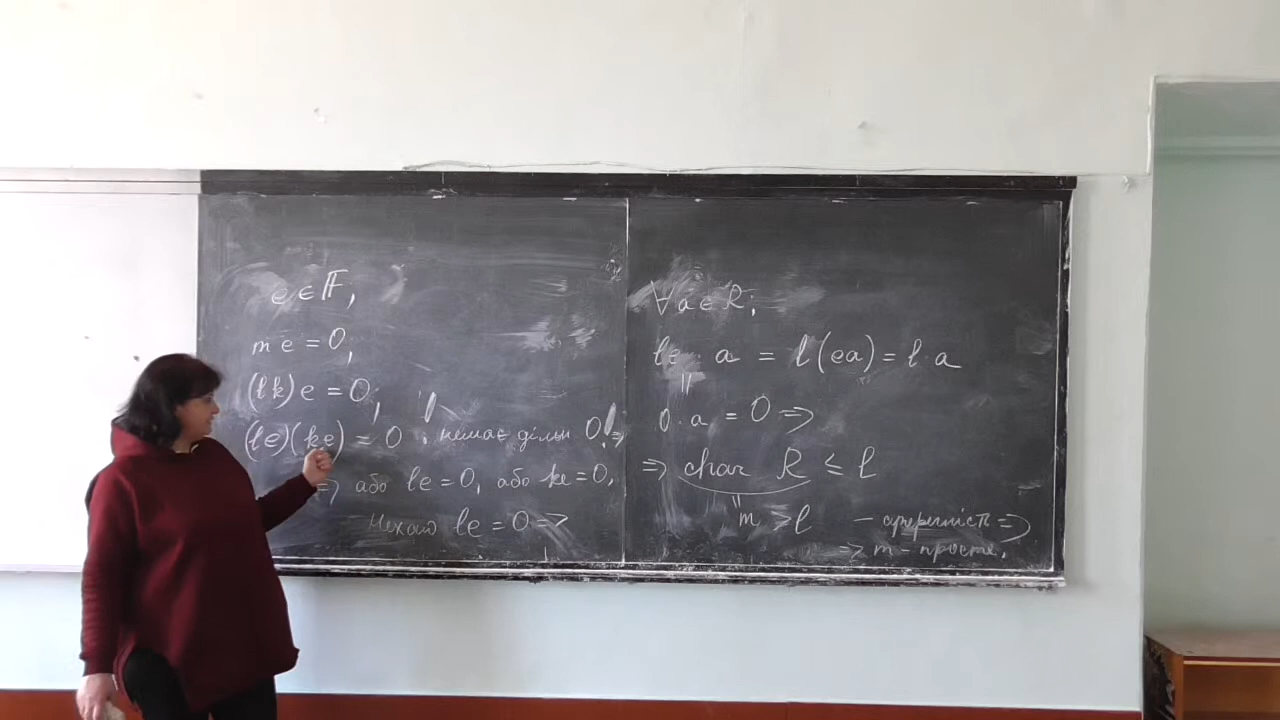 e ∈ 𝔽,
me = 0,
(lk)e = 0;
(le)(ke) = 0 ; ! немає дільн 0! ⇒
⇒ або le = 0, або ke = 0,
Нехай le = 0 ⇒
∀a ∈ R;
le · a = l(ea) = l·a
||
0·a = 0 ⇒
⇒ char R ≤ l
||
m > l – суперечність ⇒
⇒ m - просте.